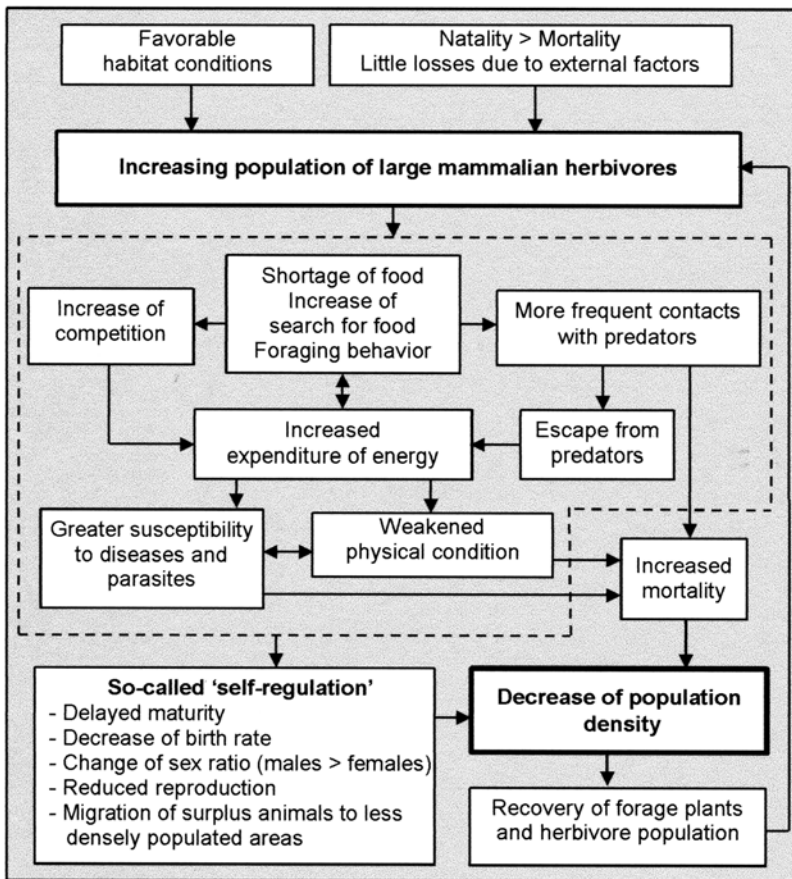 Favorable
habitat conditions
Natality > Mortality
Little losses due to external factors
Increasing population of large mammalian herbivores
Increase of
competition
Shortage of food
Increase of
search for food
Foraging behavior
More frequent contacts
with predators
Increased
expenditure of energy
Escape from
predators
Greater susceptibility
to diseases and
parasites
Weakened
physical condition
Increased
mortality
So-called ‘self-regulation’
- Delayed maturity
- Decrease of birth rate
- Change of sex ratio (males > females)
- Reduced reproduction
- Migration of surplus animals to less
densely populated areas
Decrease of population
density
Recovery of forage plants
and herbivore population